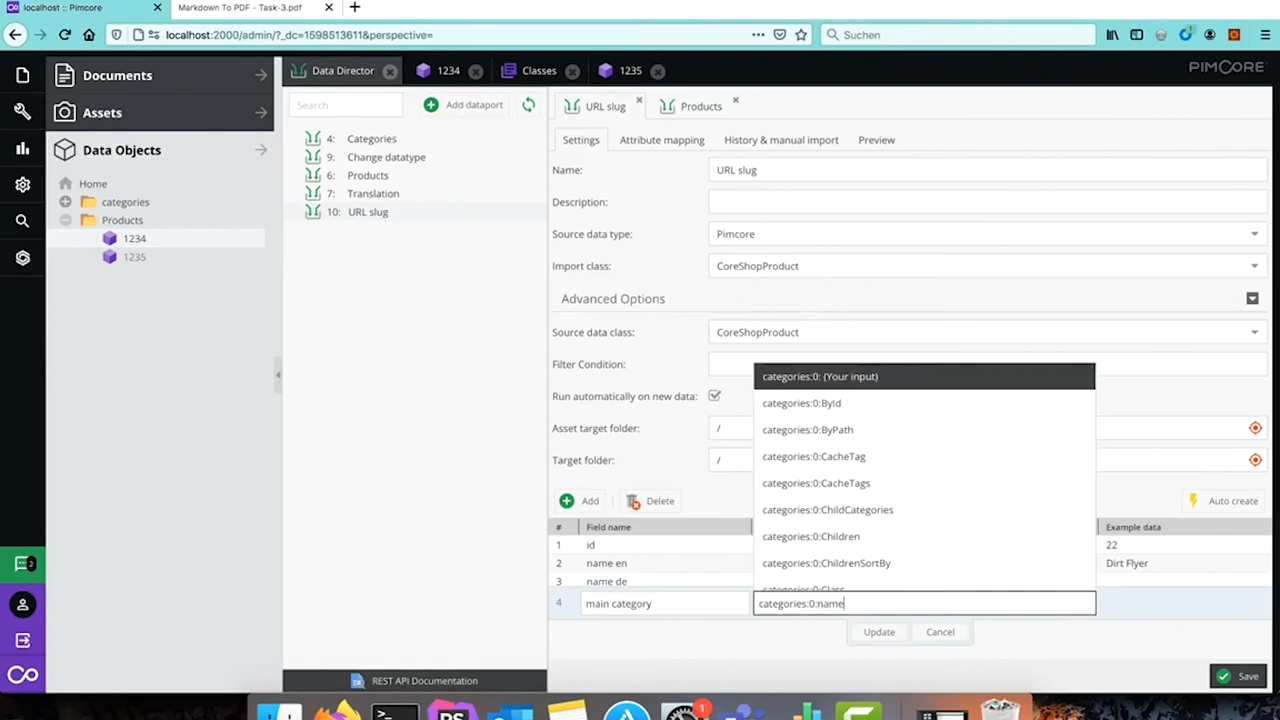 localhost :: Pimcore
Markdown To PDF - Task-3.pdf
localhost:2000/admin/?_dc=1598513611&perspective=
Suchen
Documents
Assets
Data Objects
Home
categories
Products
1234
1235
2
Data Director
1234
Classes
1235
PIMCORE
Search
Add dataport
4: Categories
9: Change datatype
6: Products
7: Translation
10: URL slug
REST API Documentation
URL slug
Products
Settings
Attribute mapping
History & manual import
Preview
Name: URL slug
Description:
Source data type: Pimcore
Import class: CoreShopProduct
Advanced Options
Source data class: CoreShopProduct
Filter Condition:
Run automatically on new data:
Asset target folder: /
Target folder: /
categories:0: (Your input)
categories:0:ById
categories:0:ByPath
categories:0:CacheTag
categories:0:CacheTags
categories:0:ChildCategories
categories:0:Children
categories:0:ChildrenSortBy
categories:0:Class
Add
Delete
Auto create
# Field name Example data
1 id 22
2 name en Dirt Flyer
3 name de
4 main category categories:0:name
Update
Cancel
Save
PS
1